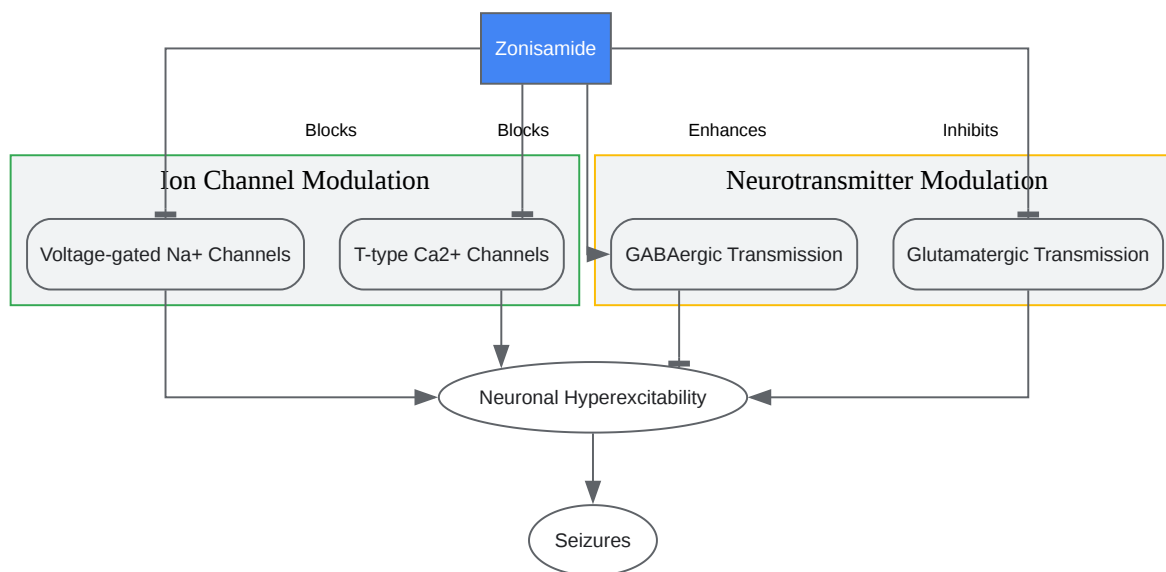 Zonisamide
Blocks
Blocks
Enhances
Inhibits
Ion Channel Modulation
Neurotransmitter Modulation
Voltage-gated Na+ Channels
T-type Ca2+ Channels
GABAergic Transmission
Glutamatergic Transmission
Neuronal Hyperexcitability
Seizures